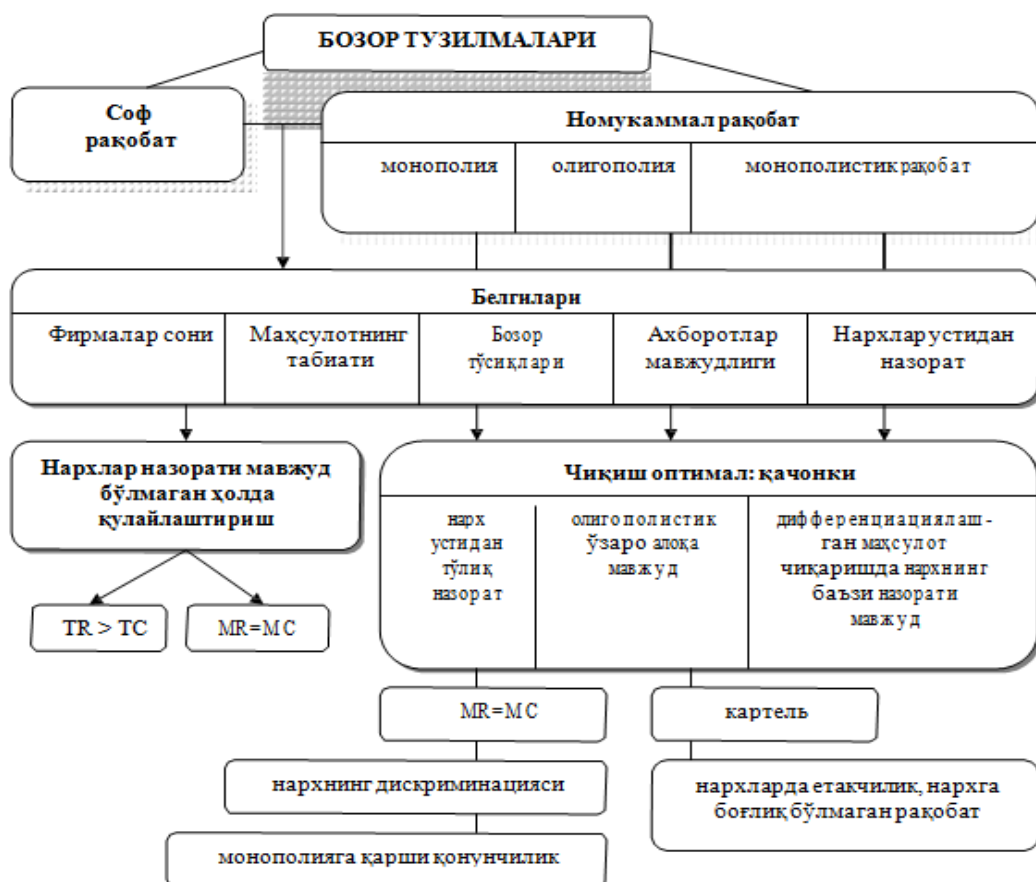 БОЗОР ТУЗИЛМАЛАРИ
Соф
рақобат
Номукаммал рақобат
монополия
олигополия
монополистик рақобат
Белгилари
Фирмалар сони
Маҳсулотнинг
табиати
Бозор
тўсиқлари
Ахборотлар
мавжудлиги
Нархлар устидан
назорат
Нархлар назорати мавжуд
бўлмаган ҳолда
қулайлаштириш
TR > TC
MR=MC
Чиқиш оптимал: қачонки
нарх
устидан
тўлиқ
назорат
олигополистик
ўзаро алоқа
мавжуд
дифференциациялаш-
ган маҳсулот
чиқаришда нархнинг
баъзи назорати
мавжуд
MR=MC
картель
нархнинг дискриминацияси
нархларда етакчилик, нархга
боғлиқ бўлмаган рақобат
монополияга қарши қонунчилик